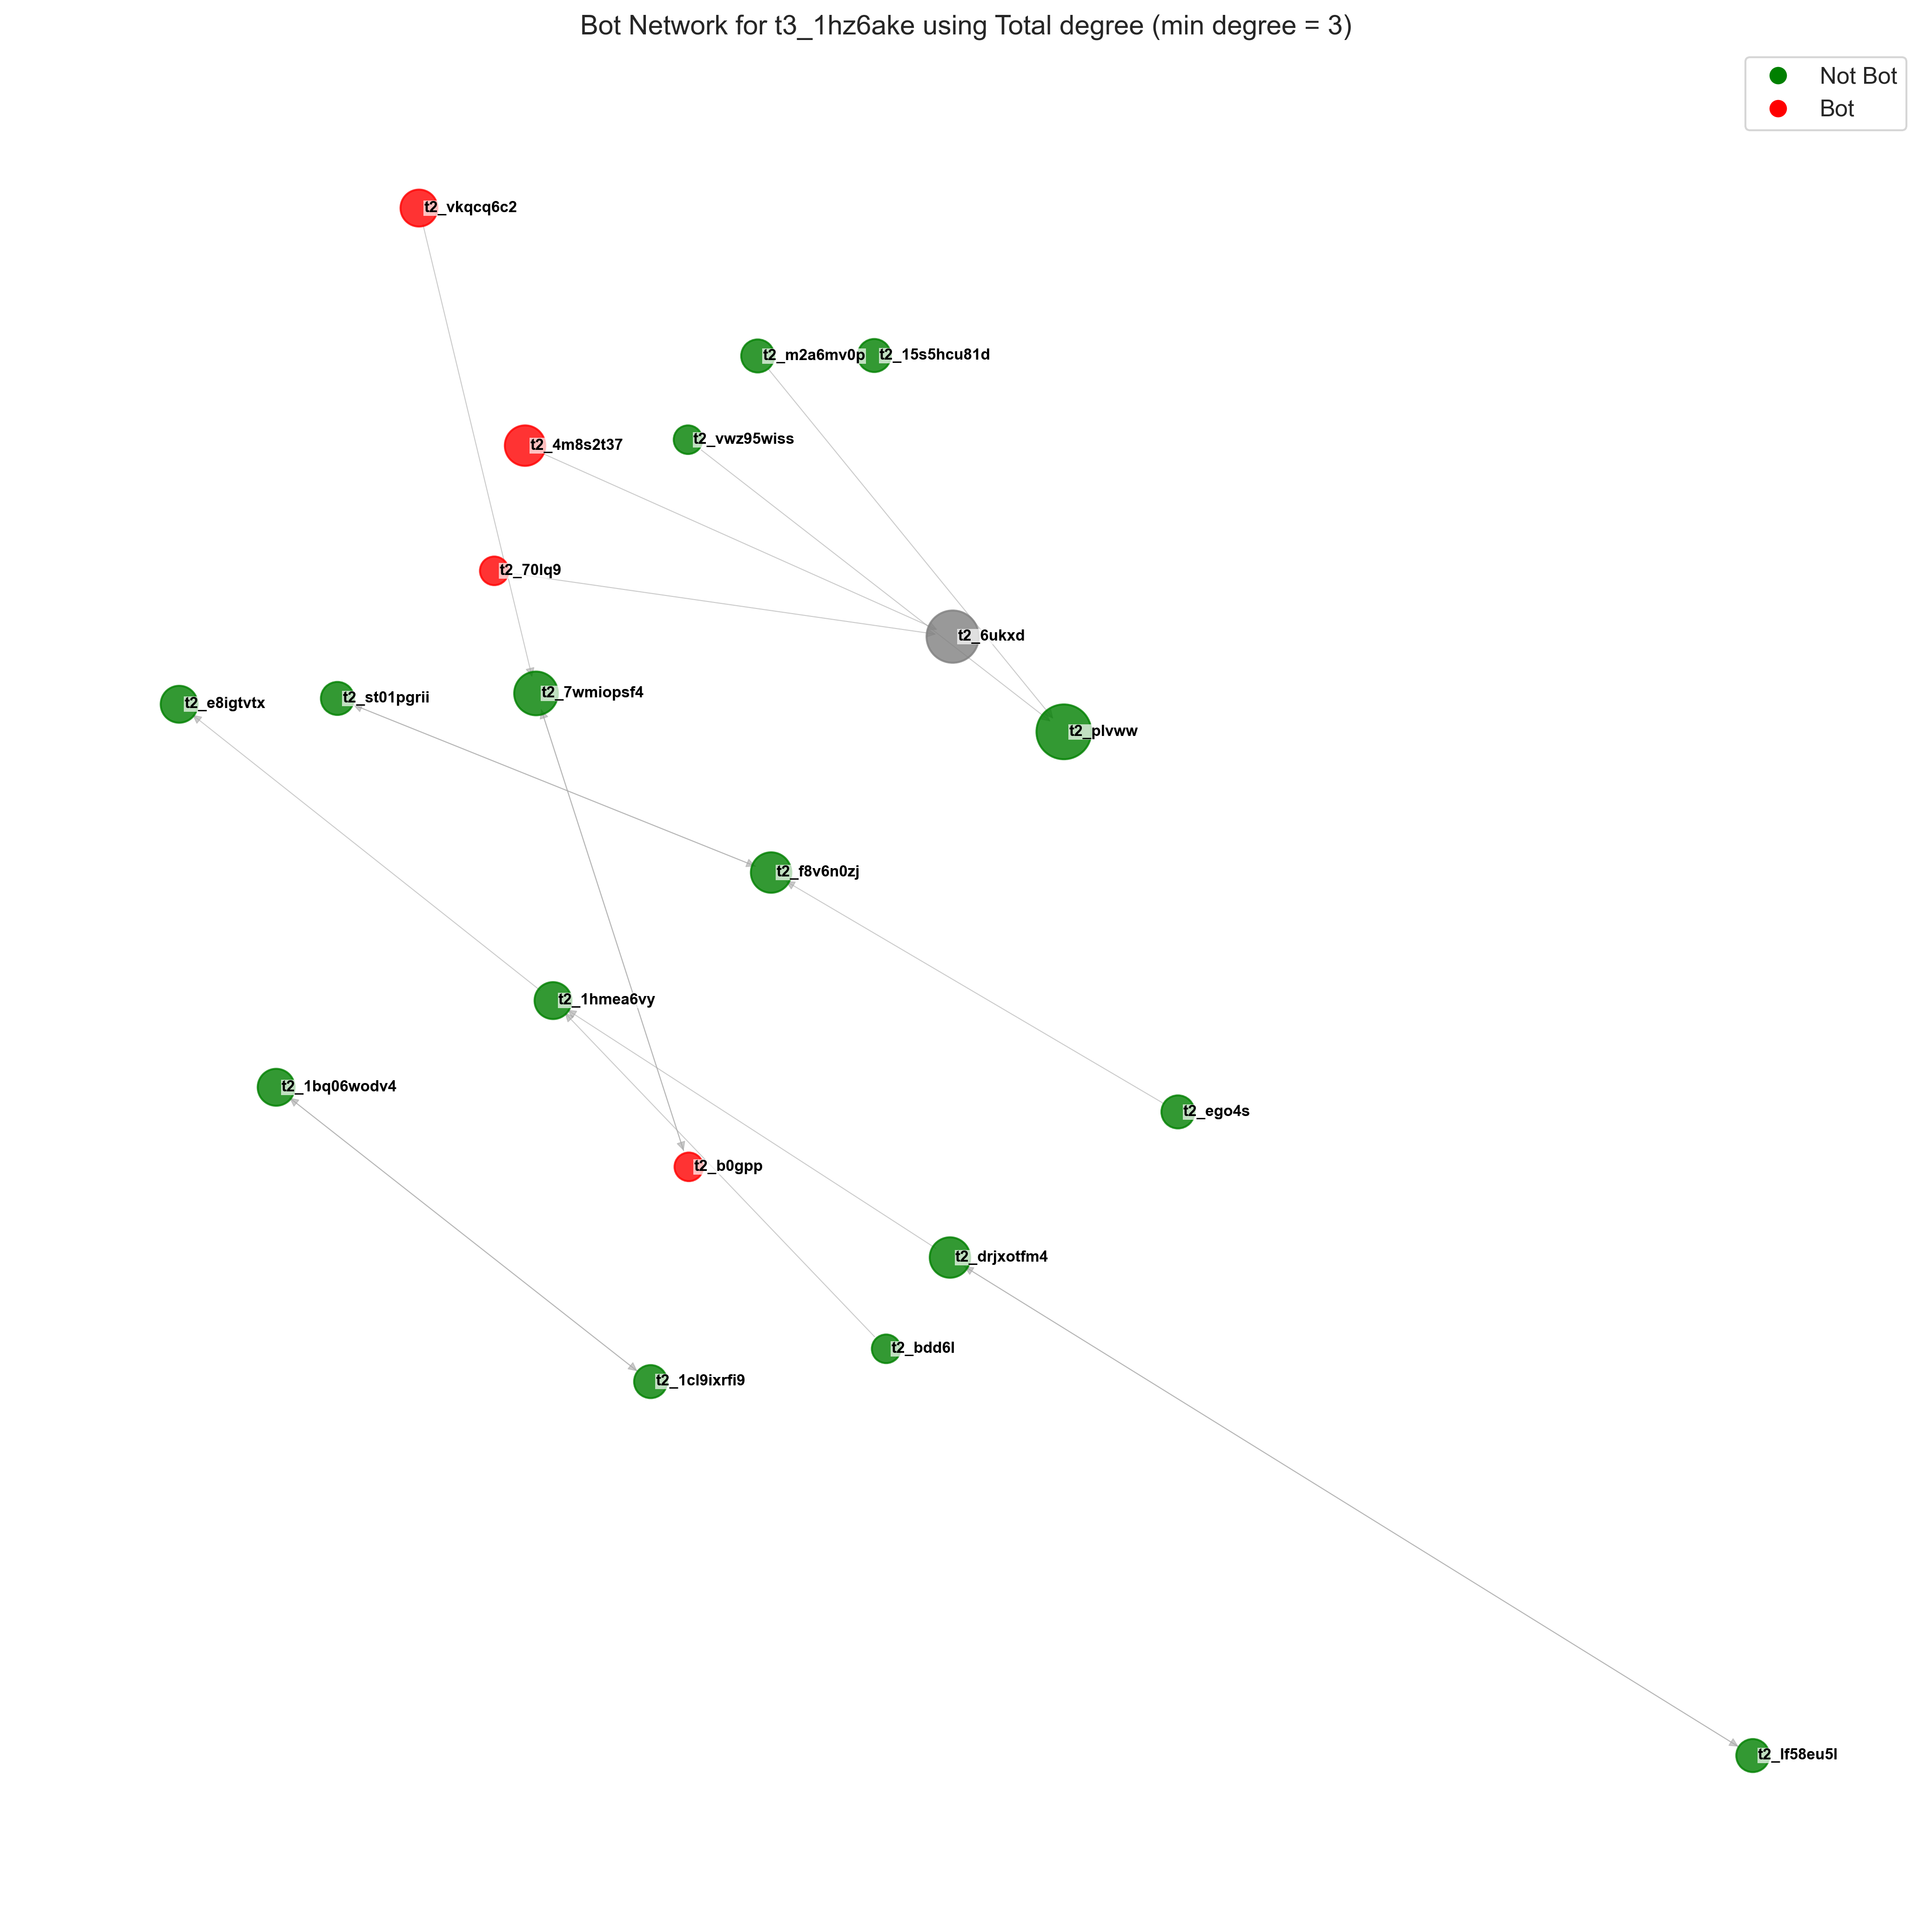 Bot Network for t3_1hz6ake using Total degree (min degree = 3)
Not Bot
Bot
t2_vkqcq6c2
t2_m2a6mv0p
t2_15s5hcu81d
t2_4m8s2t37
t2_vwz95wiss
t2_70lq9
t2_6ukxd
t2_e8igtvtx
t2_st01pgrii
t2_7wmiopsf4
t2_plvww
t2_f8v6n0zj
t2_1hmea6vy
t2_1bq06wodv4
t2_ego4s
t2_b0gpp
t2_drjxotfm4
t2_bdd6l
t2_1cl9ixrfi9
t2_lf58eu5l